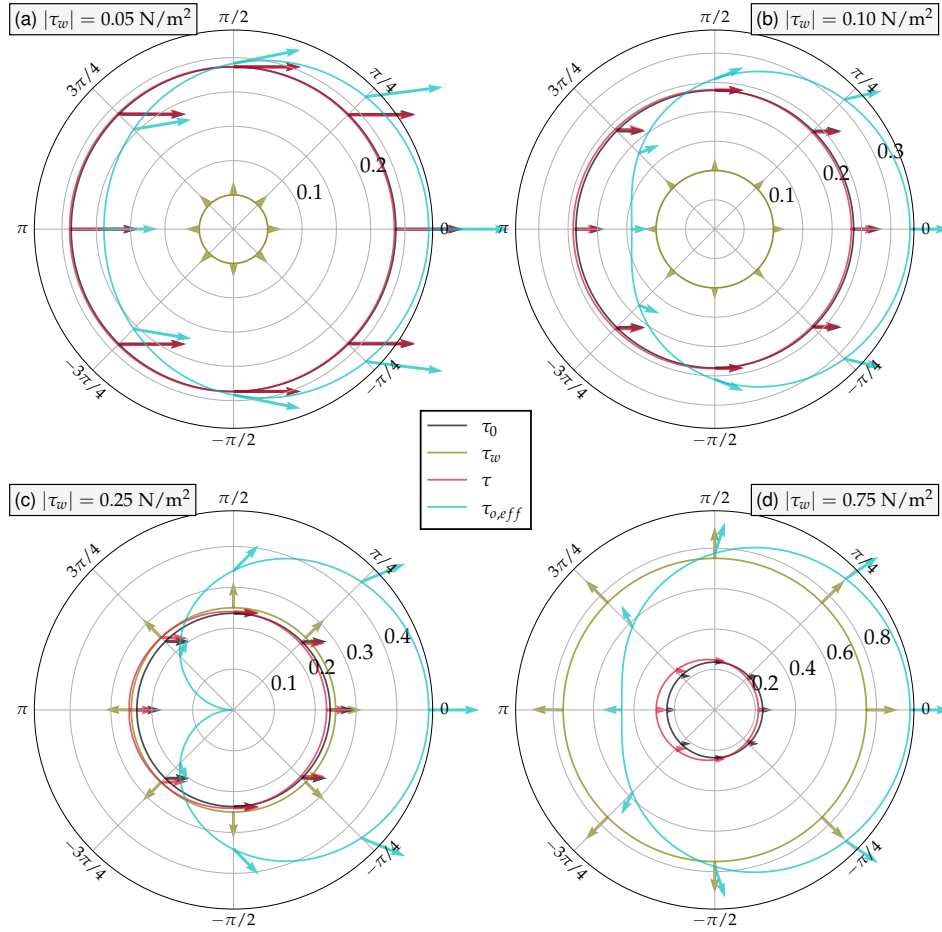 (a) |τ_w| = 0.05 N/m²
π/2
π/4
0
−π/4
−π/2
−3π/4
π
3π/4
0.1
0.2
(b) |τ_w| = 0.10 N/m²
π/2
π/4
0
−π/4
−π/2
−3π/4
π
3π/4
0.1
0.2
0.3
τ_0
τ_w
τ
τ_{o,eff}
(c) |τ_w| = 0.25 N/m²
π/2
π/4
0
−π/4
−π/2
−3π/4
π
3π/4
0.1
0.2
0.3
0.4
(d) |τ_w| = 0.75 N/m²
π/2
π/4
0
−π/4
−π/2
−3π/4
π
3π/4
0.2
0.4
0.6
0.8